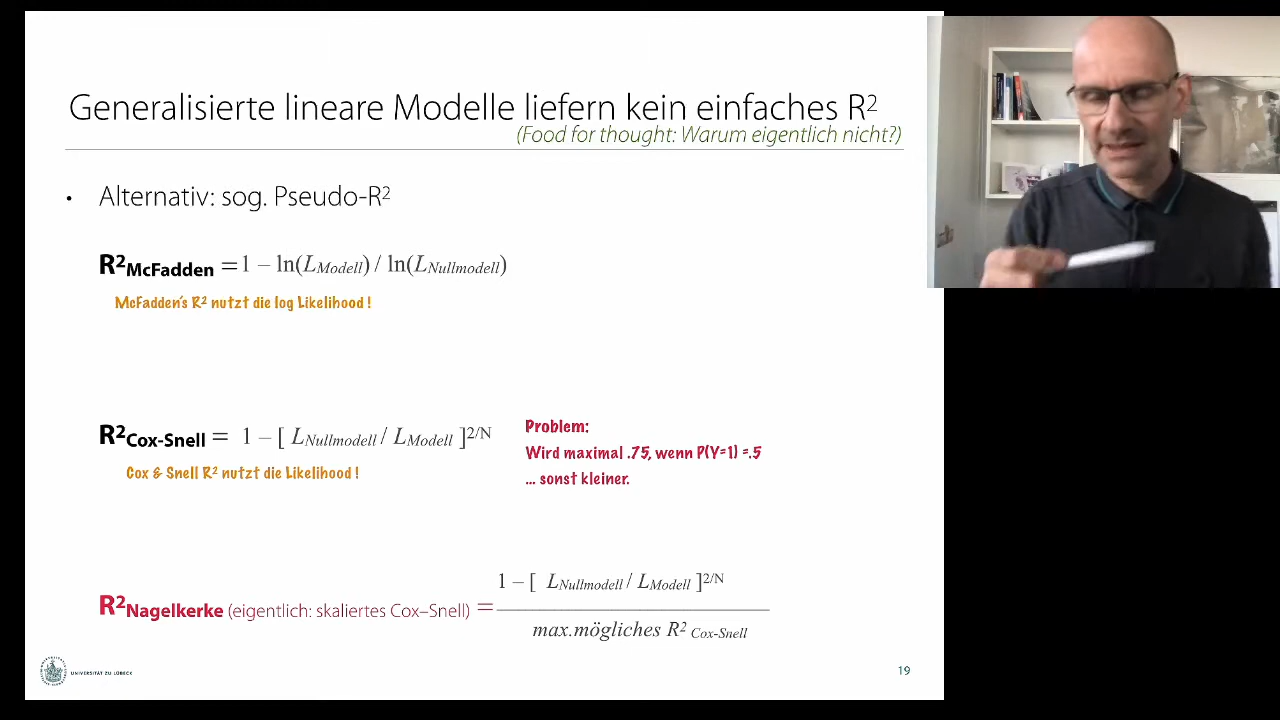 Generalisierte lineare Modelle liefern kein einfaches R²
(Food for thought: Warum eigentlich nicht?)
• Alternativ: sog. Pseudo-R²
R²McFadden = 1 – ln(LModell) / ln(LNullmodell)
McFadden's R² nutzt die log Likelihood !
R²Cox-Snell = 1 – [ LNullmodell / LModell ]2/N
Cox & Snell R² nutzt die Likelihood !
Problem:
Wird maximal .75, wenn P(Y=1) =.5
... sonst kleiner.
R²Nagelkerke (eigentlich: skaliertes Cox–Snell) =
1 – [ LNullmodell / LModell ]2/N
max.mögliches R² Cox-Snell
UNIVERSITÄT ZU LÜBECK
19